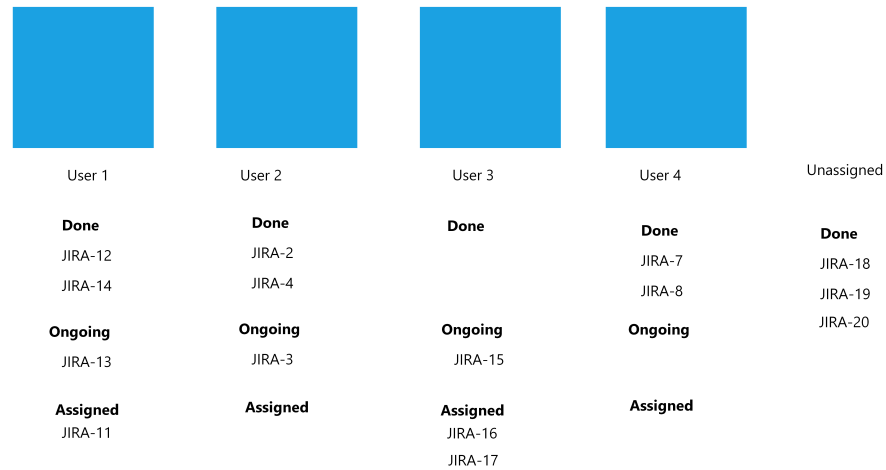 User 1
Done
JIRA-12
JIRA-14
Ongoing
JIRA-13
Assigned
JIRA-11
User 2
Done
JIRA-2
JIRA-4
Ongoing
JIRA-3
Assigned
User 3
Done
Ongoing
JIRA-15
Assigned
JIRA-16
JIRA-17
User 4
Done
JIRA-7
JIRA-8
Ongoing
Assigned
Unassigned
Done
JIRA-18
JIRA-19
JIRA-20